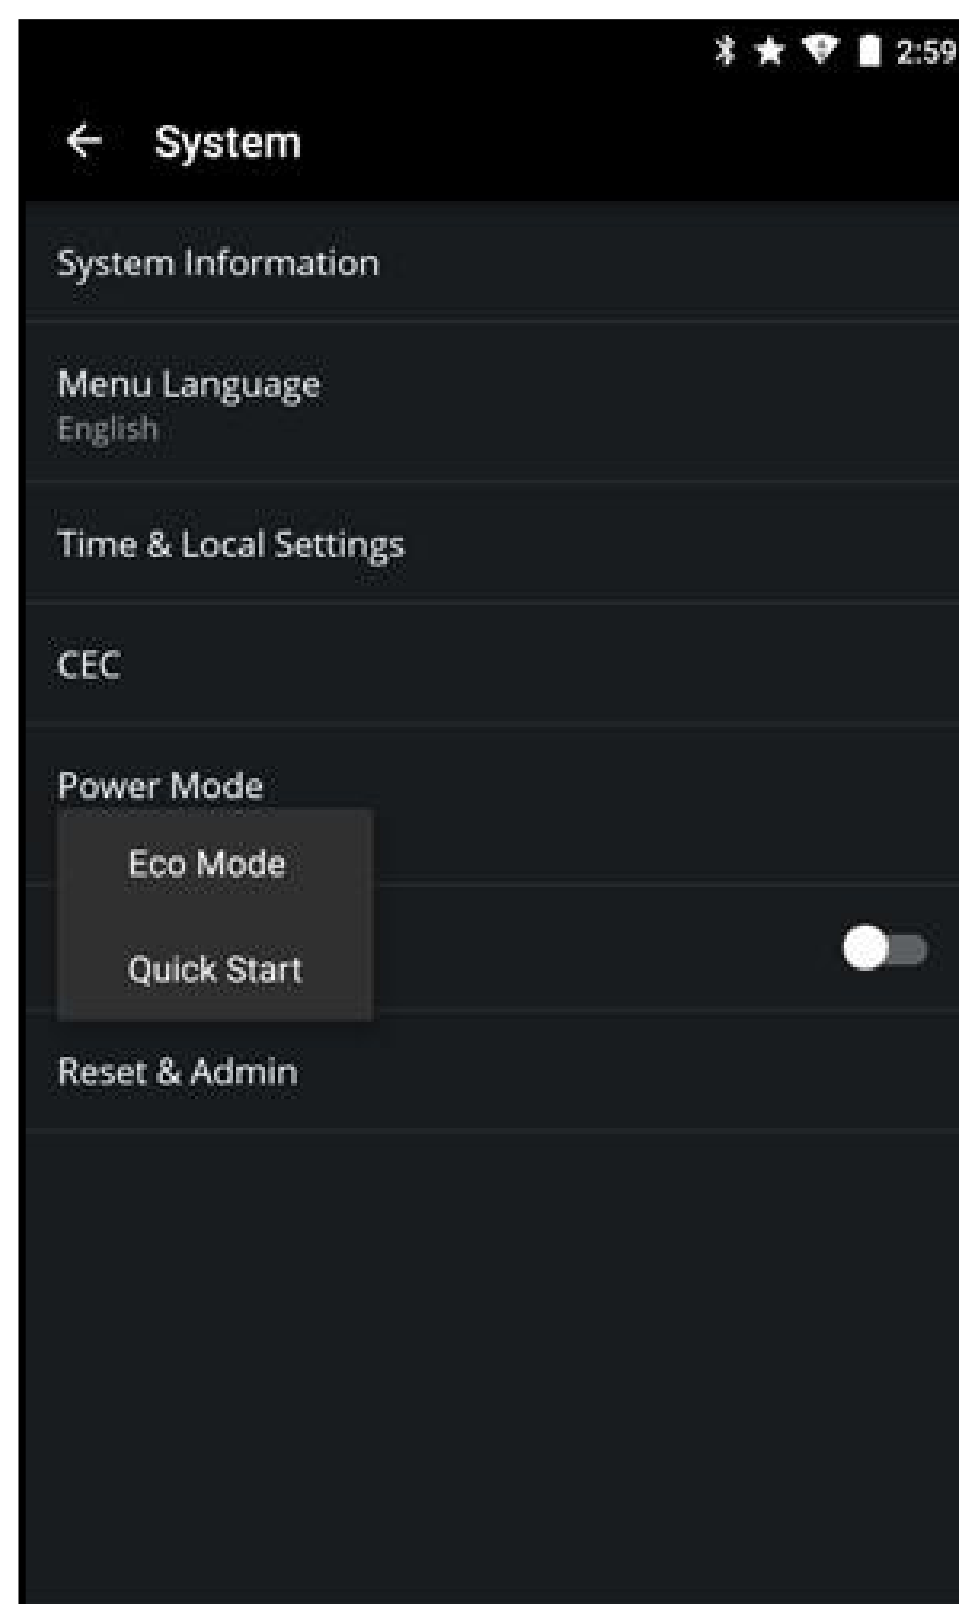 2:59
System
System Information
Menu Language
English
Time & Local Settings
CEC
Power Mode
Eco Mode
Quick Start
Reset & Admin